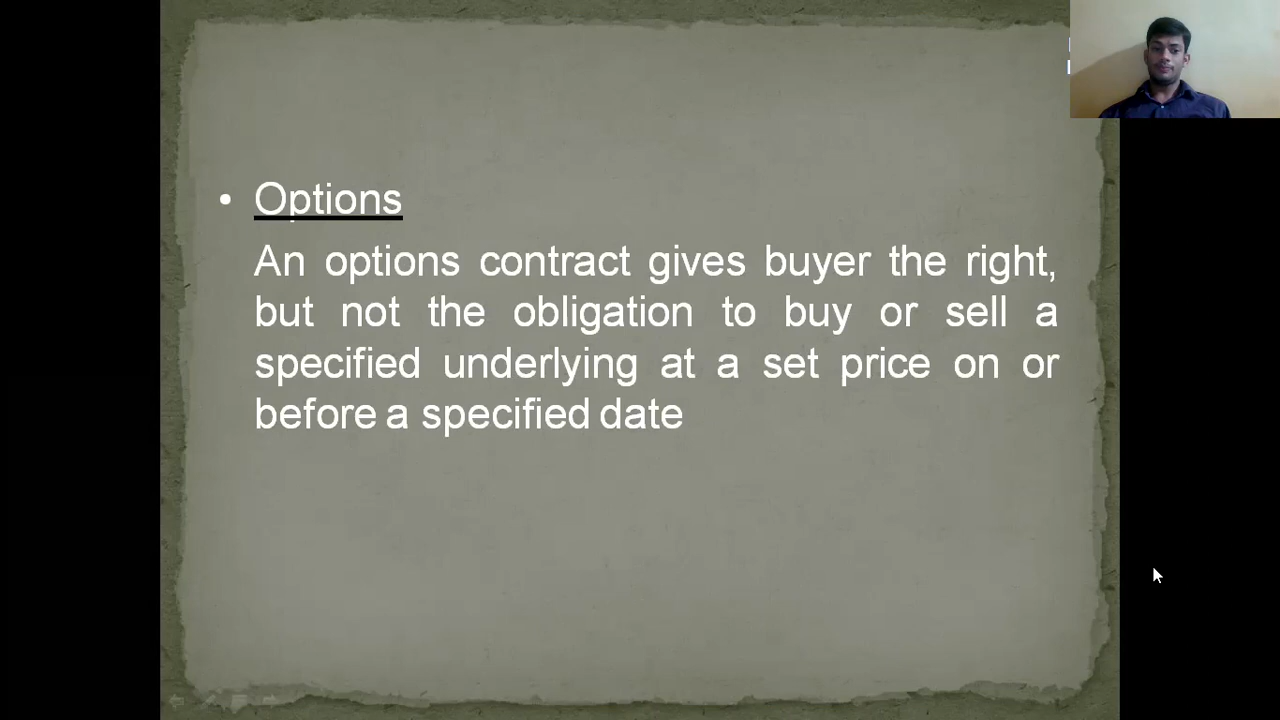 • Options
An options contract gives buyer the right,
but not the obligation to buy or sell a
specified underlying at a set price on or
before a specified date